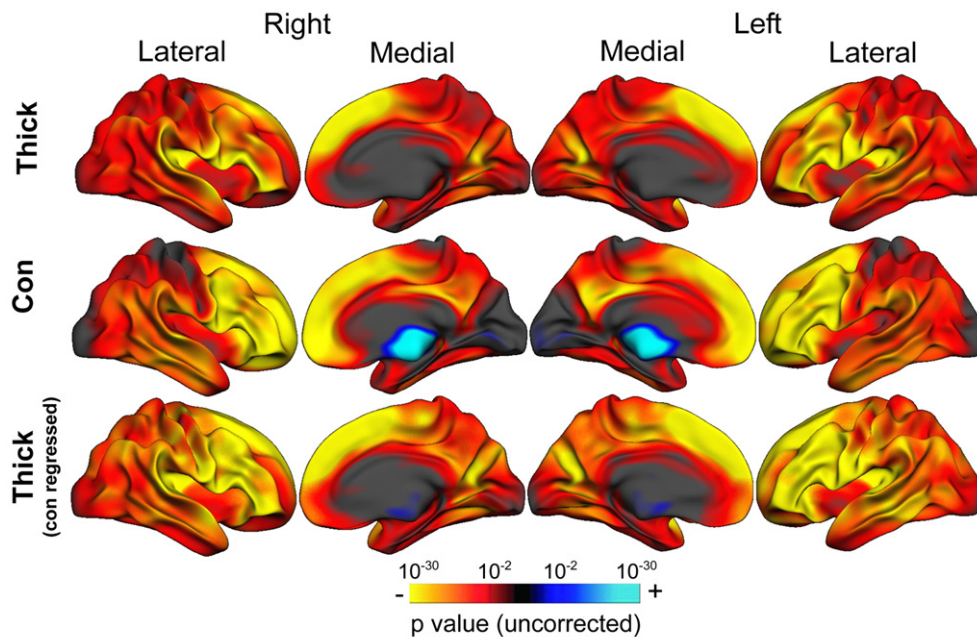 Right Left
Lateral Medial Medial Lateral
Thick
Con
Thick
(con regressed)
10⁻³⁰ 10⁻² 10⁻² 10⁻³⁰
- +
p value (uncorrected)